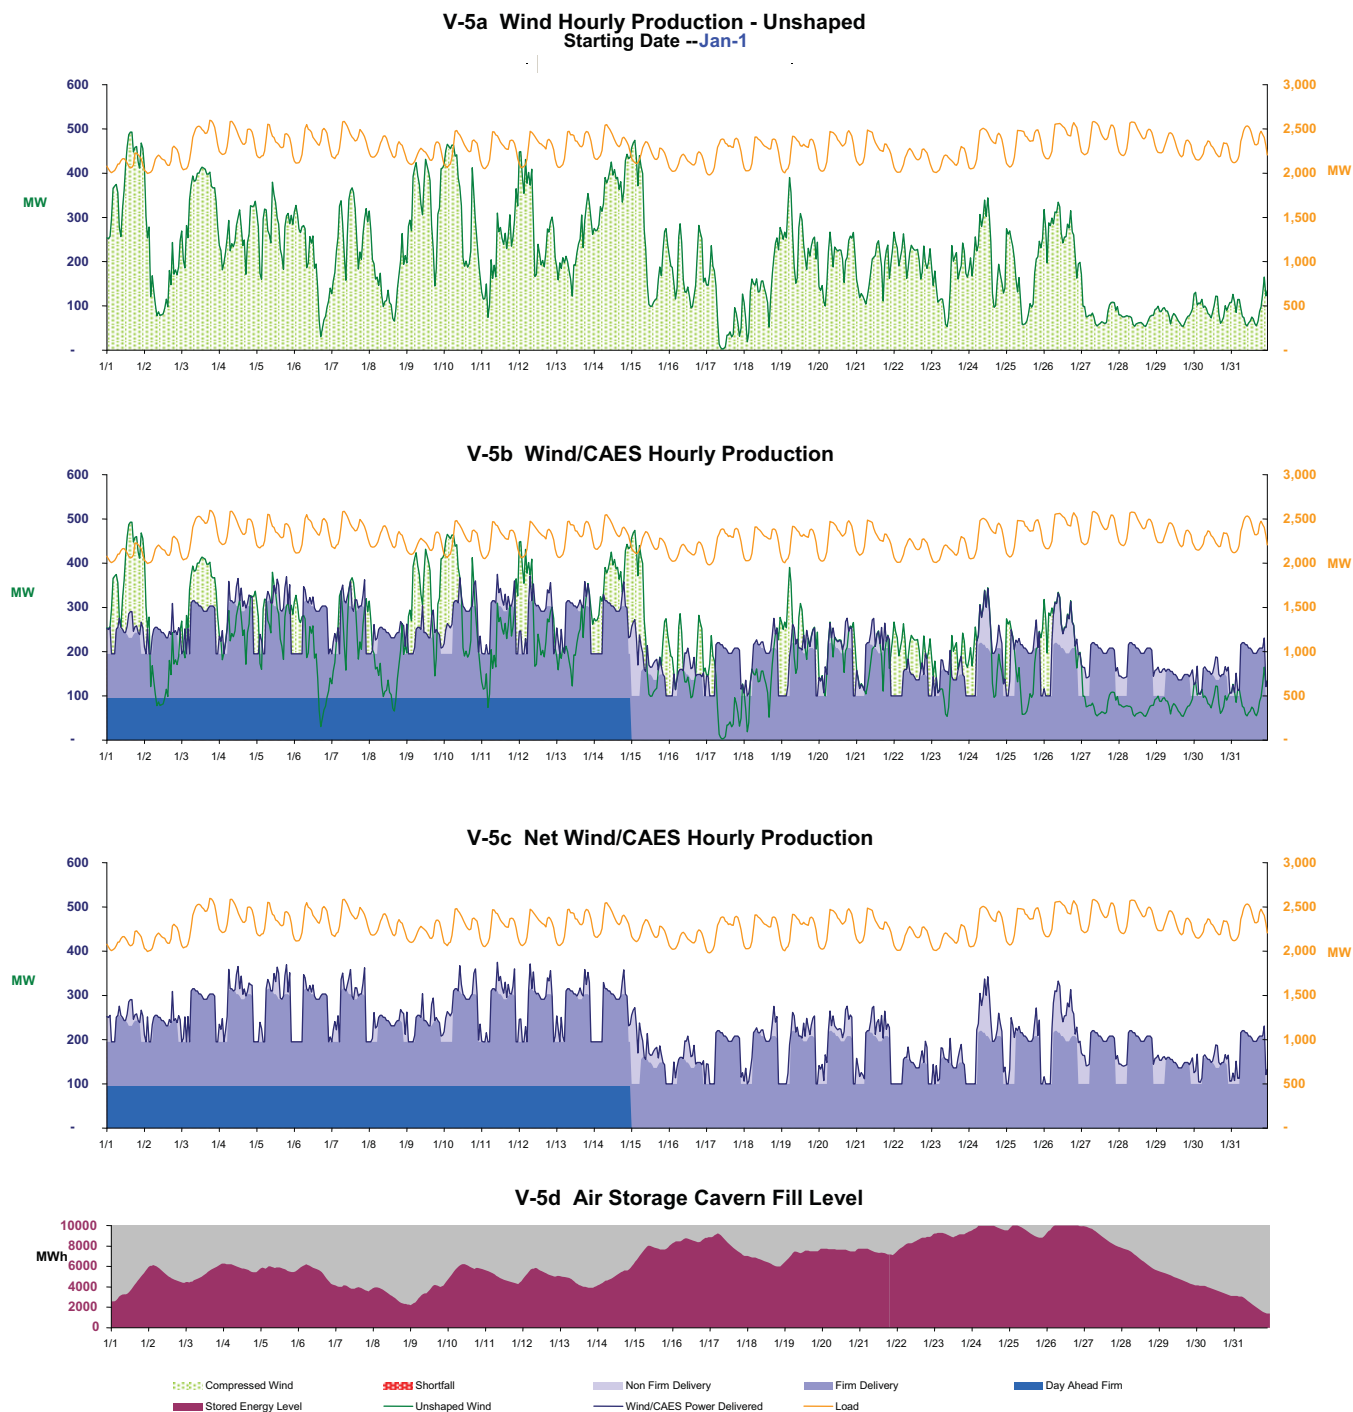 V-5a Wind Hourly Production - Unshaped
Starting Date --Jan-1
600 3,000
500 2,500
400 2,000
MW
300 1,500
MW
200 1,000
100 500
- -
1/1 1/2 1/3 1/4 1/5 1/6 1/7 1/8 1/9 1/10 1/11 1/12 1/13 1/14 1/15 1/16 1/17 1/18 1/19 1/20 1/21 1/22 1/23 1/24 1/25 1/26 1/27 1/28 1/29 1/30 1/31
V-5b Wind/CAES Hourly Production
600 3,000
500 2,500
400 2,000
MW
300 1,500
MW
200 1,000
100 500
- -
1/1 1/2 1/3 1/4 1/5 1/6 1/7 1/8 1/9 1/10 1/11 1/12 1/13 1/14 1/15 1/16 1/17 1/18 1/19 1/20 1/21 1/22 1/23 1/24 1/25 1/26 1/27 1/28 1/29 1/30 1/31
V-5c Net Wind/CAES Hourly Production
600 3,000
500 2,500
400 2,000
MW
300 1,500
MW
200 1,000
100 500
- -
1/1 1/2 1/3 1/4 1/5 1/6 1/7 1/8 1/9 1/10 1/11 1/12 1/13 1/14 1/15 1/16 1/17 1/18 1/19 1/20 1/21 1/22 1/23 1/24 1/25 1/26 1/27 1/28 1/29 1/30 1/31
V-5d Air Storage Cavern Fill Level
10000
8000
MWh
6000
4000
2000
0
1/1 1/2 1/3 1/4 1/5 1/6 1/7 1/8 1/9 1/10 1/11 1/12 1/13 1/14 1/15 1/16 1/17 1/18 1/19 1/20 1/21 1/22 1/23 1/24 1/25 1/26 1/27 1/28 1/29 1/30 1/31
Compressed Wind Shortfall Non Firm Delivery Firm Delivery Day Ahead Firm
Stored Energy Level Unshaped Wind Wind/CAES Power Delivered Load